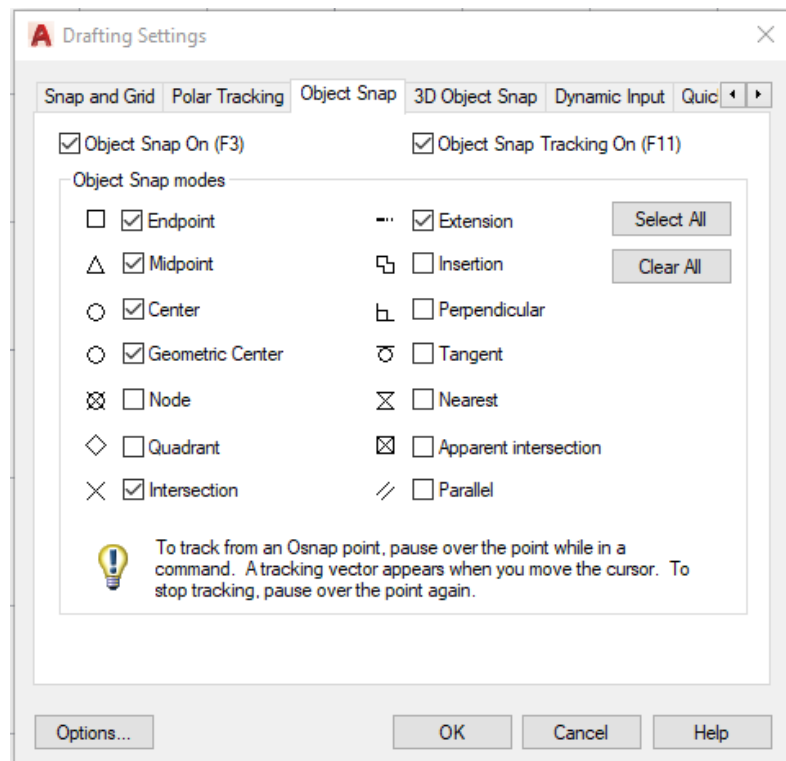 Drafting Settings
Snap and Grid Polar Tracking Object Snap 3D Object Snap Dynamic Input Quic
Object Snap On (F3) Object Snap Tracking On (F11)
Object Snap modes
Endpoint Extension Select All
Midpoint Insertion Clear All
Center Perpendicular
Geometric Center Tangent
Node Nearest
Quadrant Apparent intersection
Intersection Parallel
To track from an Osnap point, pause over the point while in a
command. A tracking vector appears when you move the cursor. To
stop tracking, pause over the point again.
Options... OK Cancel Help